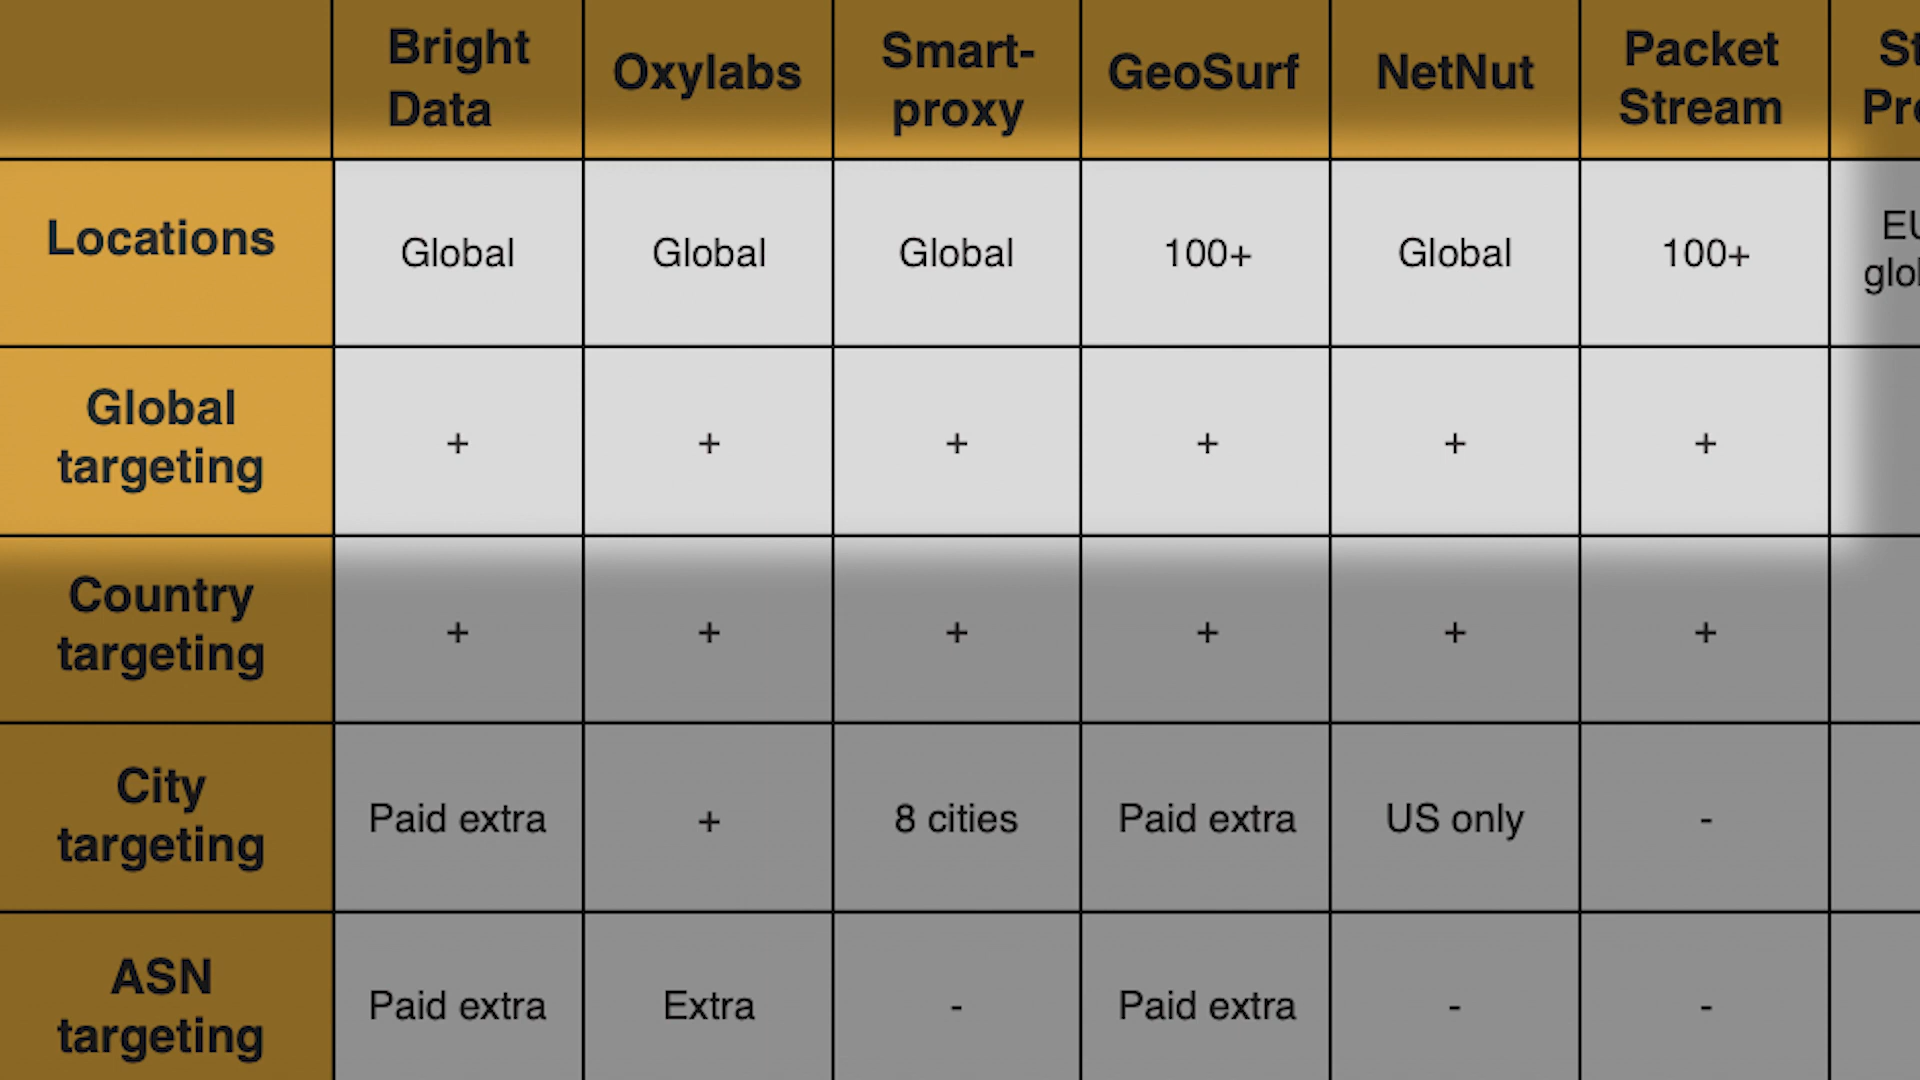 Bright Data
Oxylabs
Smart-proxy
GeoSurf
NetNut
Packet Stream
Locations
Global
Global
Global
100+
Global
100+
Global targeting
+
+
+
+
+
+
Country targeting
+
+
+
+
+
+
City targeting
Paid extra
+
8 cities
Paid extra
US only
-
ASN targeting
Paid extra
Extra
-
Paid extra
-
-